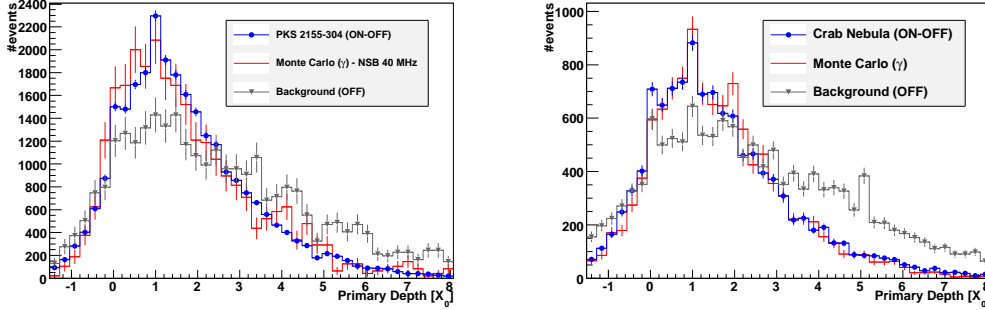 #events
2400
2200
2000
1800
1600
1400
1200
1000
800
600
400
200
0
PKS 2155-304 (ON-OFF)
Monte Carlo (γ) - NSB 40 MHz
Background (OFF)
-1 0 1 2 3 4 5 6 7 8
Primary Depth [X0]
#events
1000
800
600
400
200
0
Crab Nebula (ON-OFF)
Monte Carlo (γ)
Background (OFF)
-1 0 1 2 3 4 5 6 7 8
Primary Depth [X0]